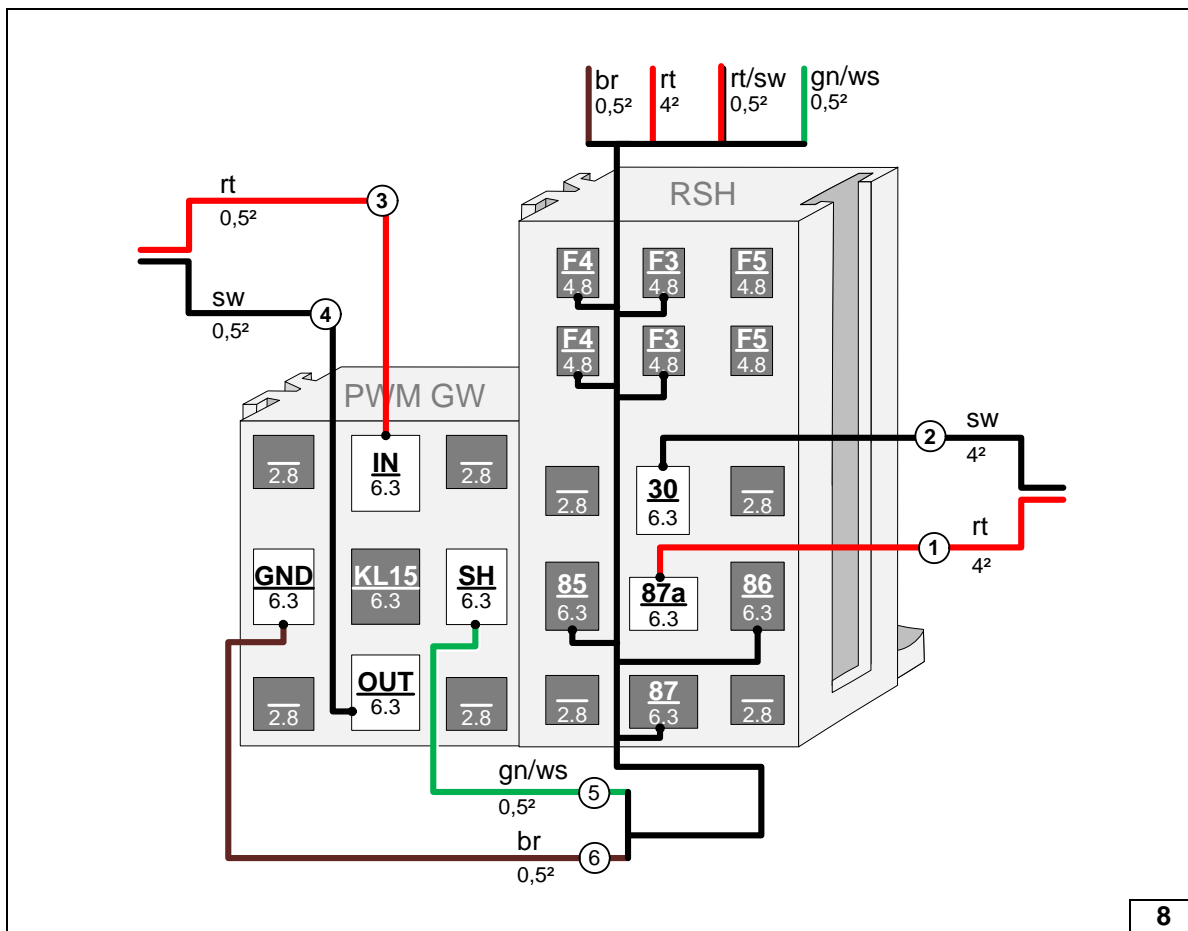 br rt rt/sw gn/ws
0,5² 4² 0,5² 0,5²
RSH
rt
0,5²
3
sw
0,5²
4
F4 F3 F5
4.8 4.8 4.8
F4 F3 F5
4.8 4.8 4.8
PWM GW
IN
2.8 6.3 2.8
GND KL15 SH
6.3 6.3 6.3
OUT
2.8 6.3 2.8
30
2.8 6.3 2.8
85 87a 86
6.3 6.3 6.3
87
2.8 6.3 2.8
2
sw
4²
1
rt
4²
gn/ws
0,5²
5
br
0,5²
6
8